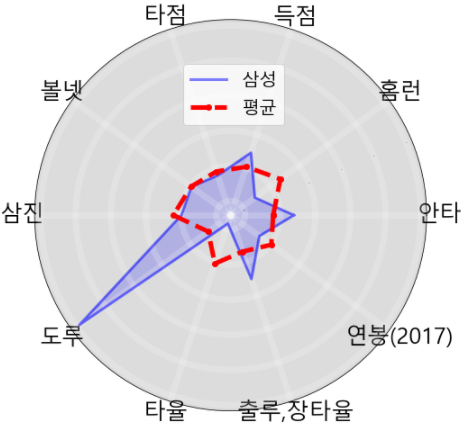 타점
득점
삼성
평균
볼넷
홈런
삼진
안타
도루
연봉(2017)
타율
출루,장타율